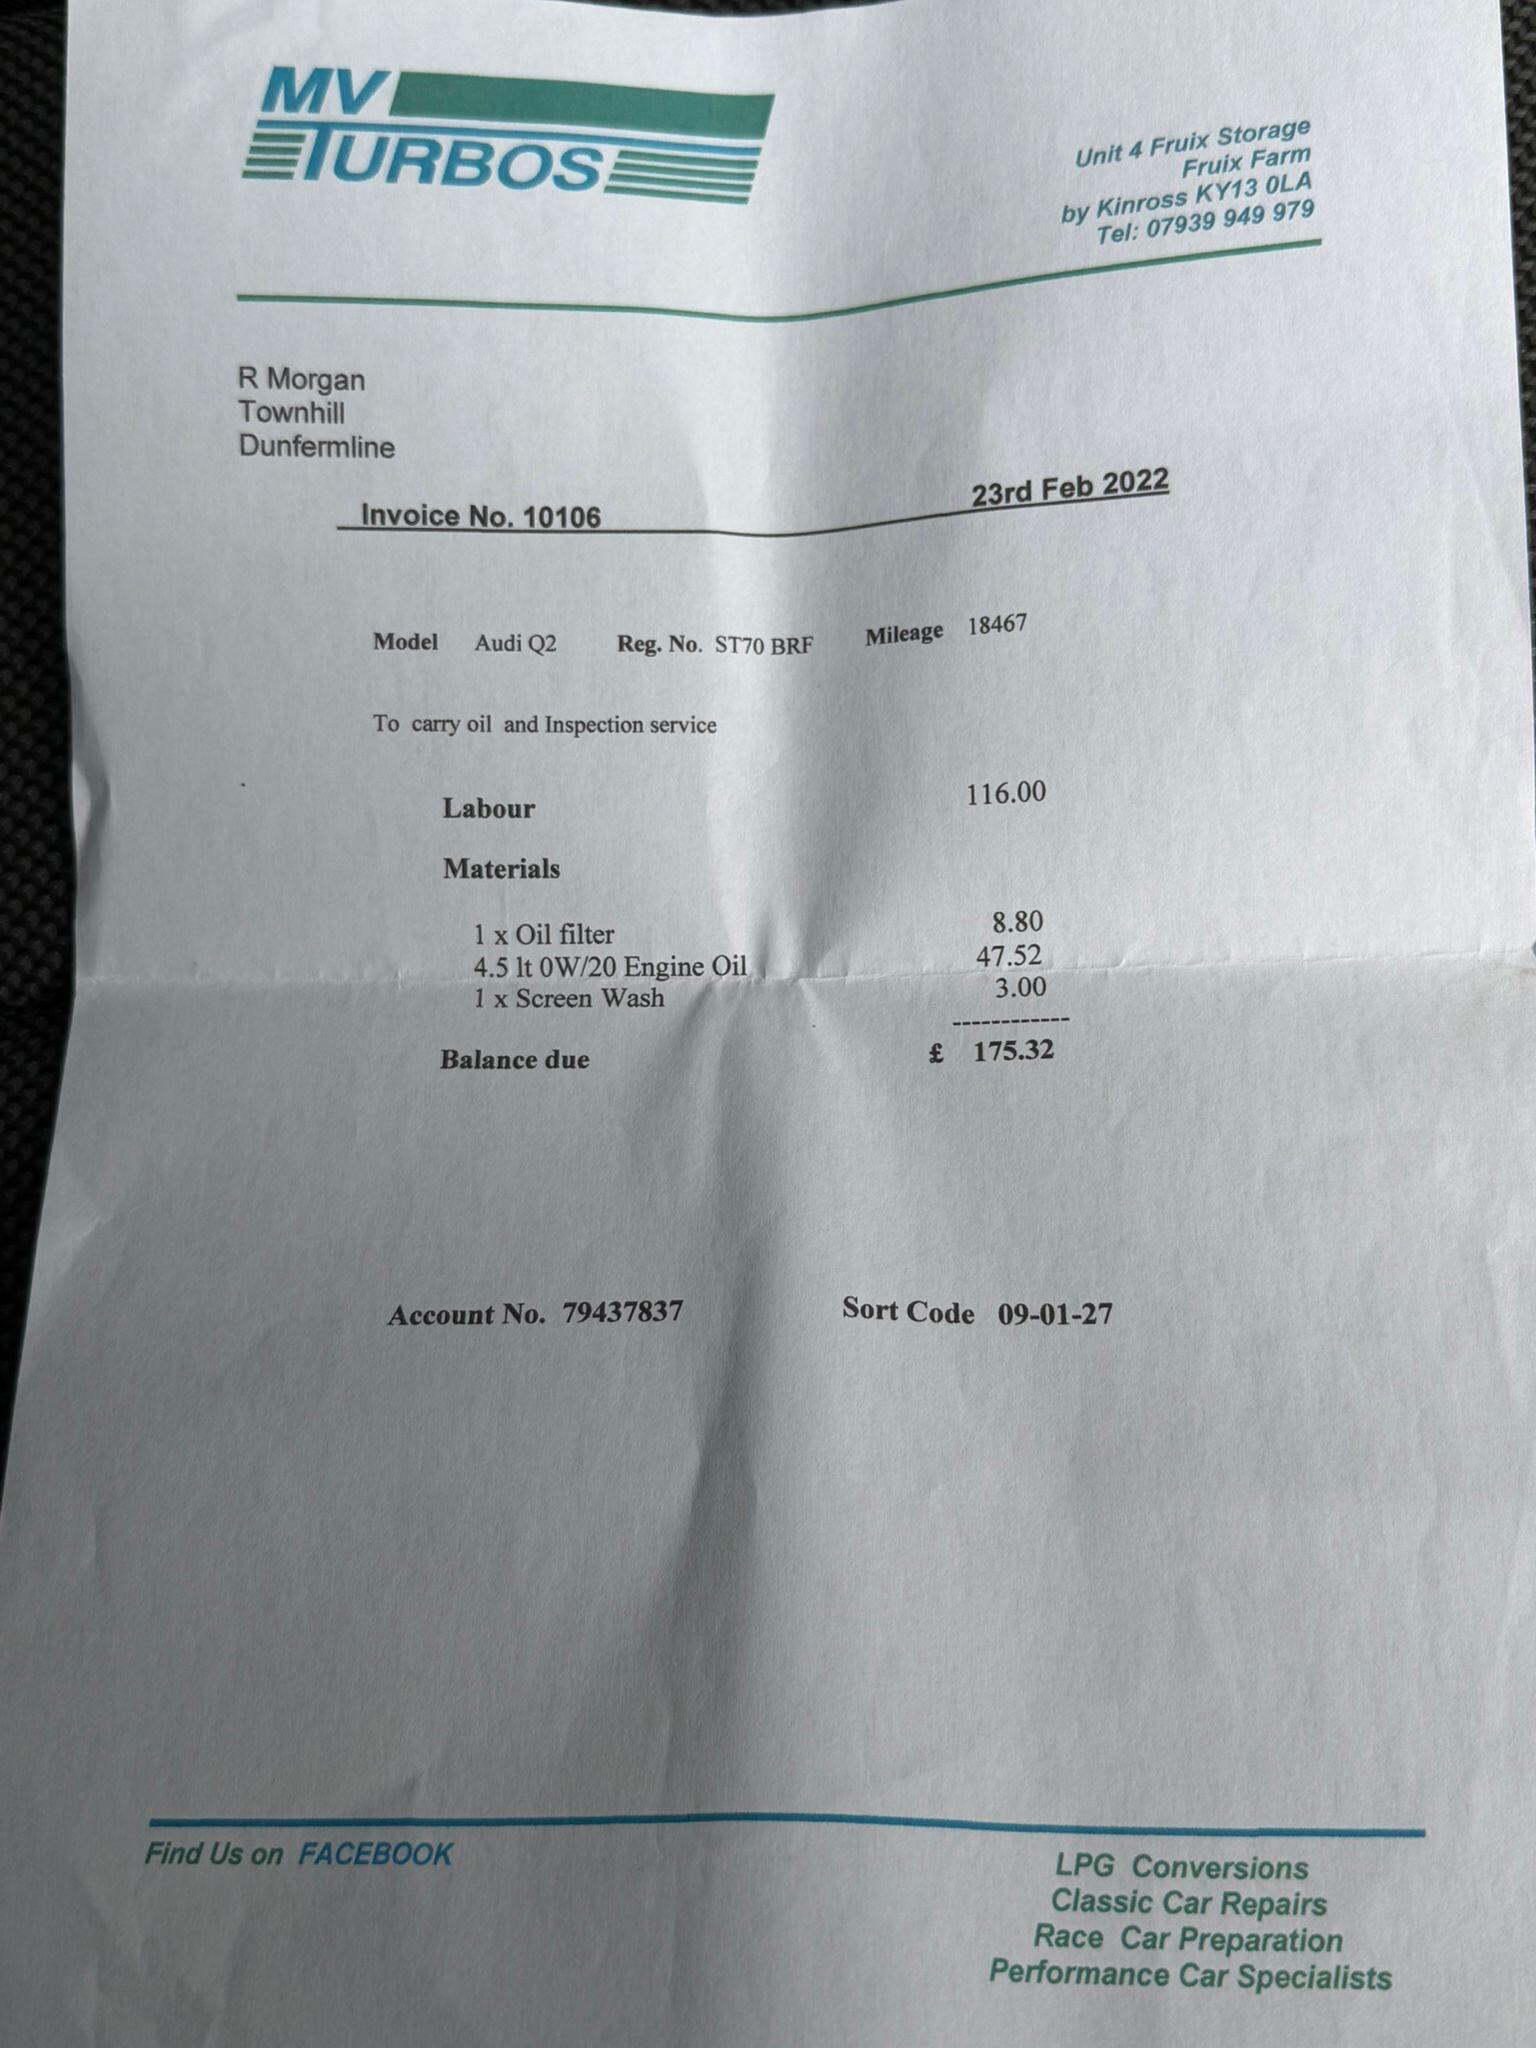 MV
TURBOS
Unit 4 Fruix Storage
Fruix Farm
by Kinross KY13 0LA
Tel: 07939 949 979
R Morgan
Townhill
Dunfermline
Invoice No. 10106 23rd Feb 2022
Model Audi Q2 Reg. No. ST70 BRF Mileage 18467
To carry oil and Inspection service
Labour 116.00
Materials
1 x Oil filter 8.80
4.5 lt 0W/20 Engine Oil 47.52
1 x Screen Wash 3.00
------------
Balance due £ 175.32
Account No. 79437837 Sort Code 09-01-27
Find Us on FACEBOOK
LPG Conversions
Classic Car Repairs
Race Car Preparation
Performance Car Specialists